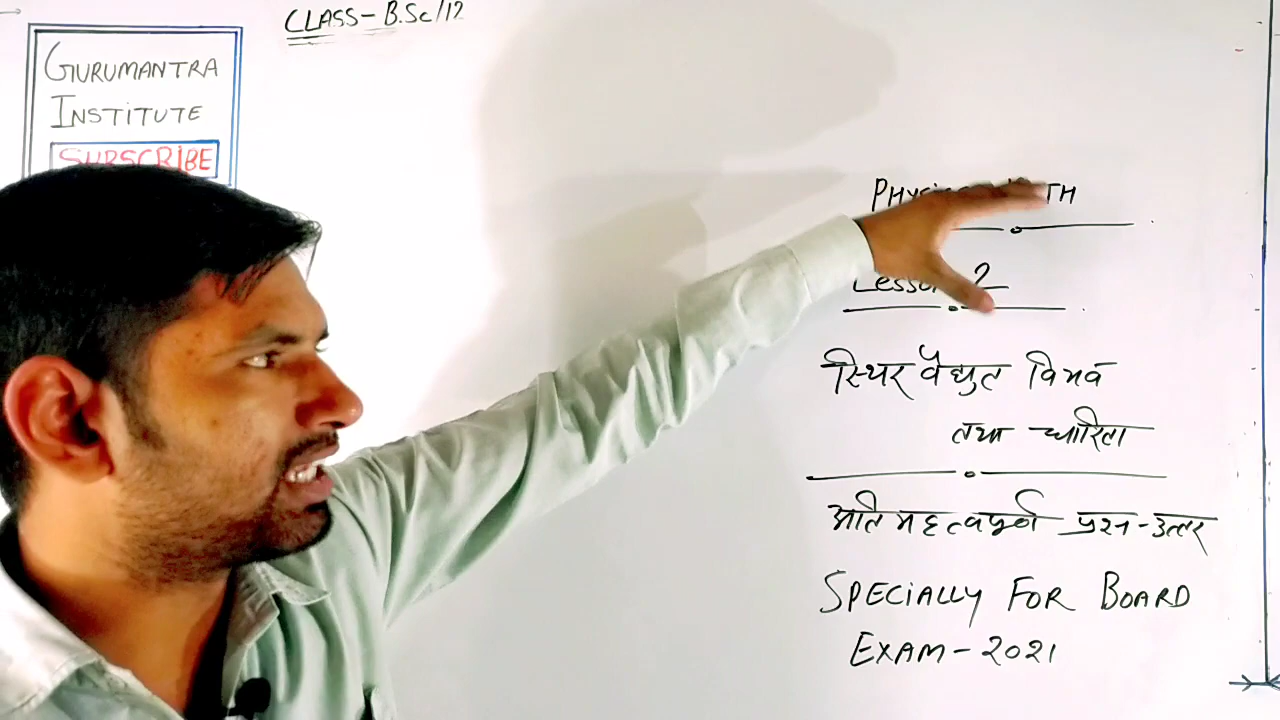 CLASS-B.Sc/12
GURUMANTRA
INSTITUTE
SUBSCRIBE
TH
2
स्थिर वैद्युत विभव
तथा धारिता
अति महत्वपूर्ण प्रश्न-उत्तर
SPECIALLY FOR BOARD
EXAM-2021